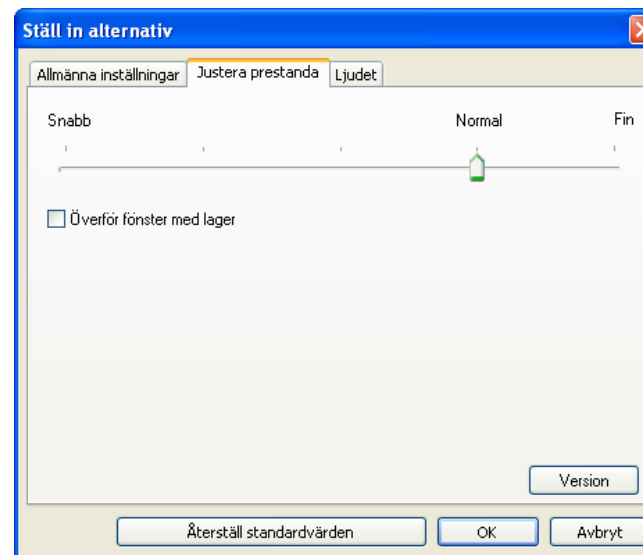 Ställ in alternativ
Allmänna inställningar Justera prestanda Ljudet
Snabb Normal Fin
Överför fönster med lager
Version
Återställ standardvärden OK Avbryt